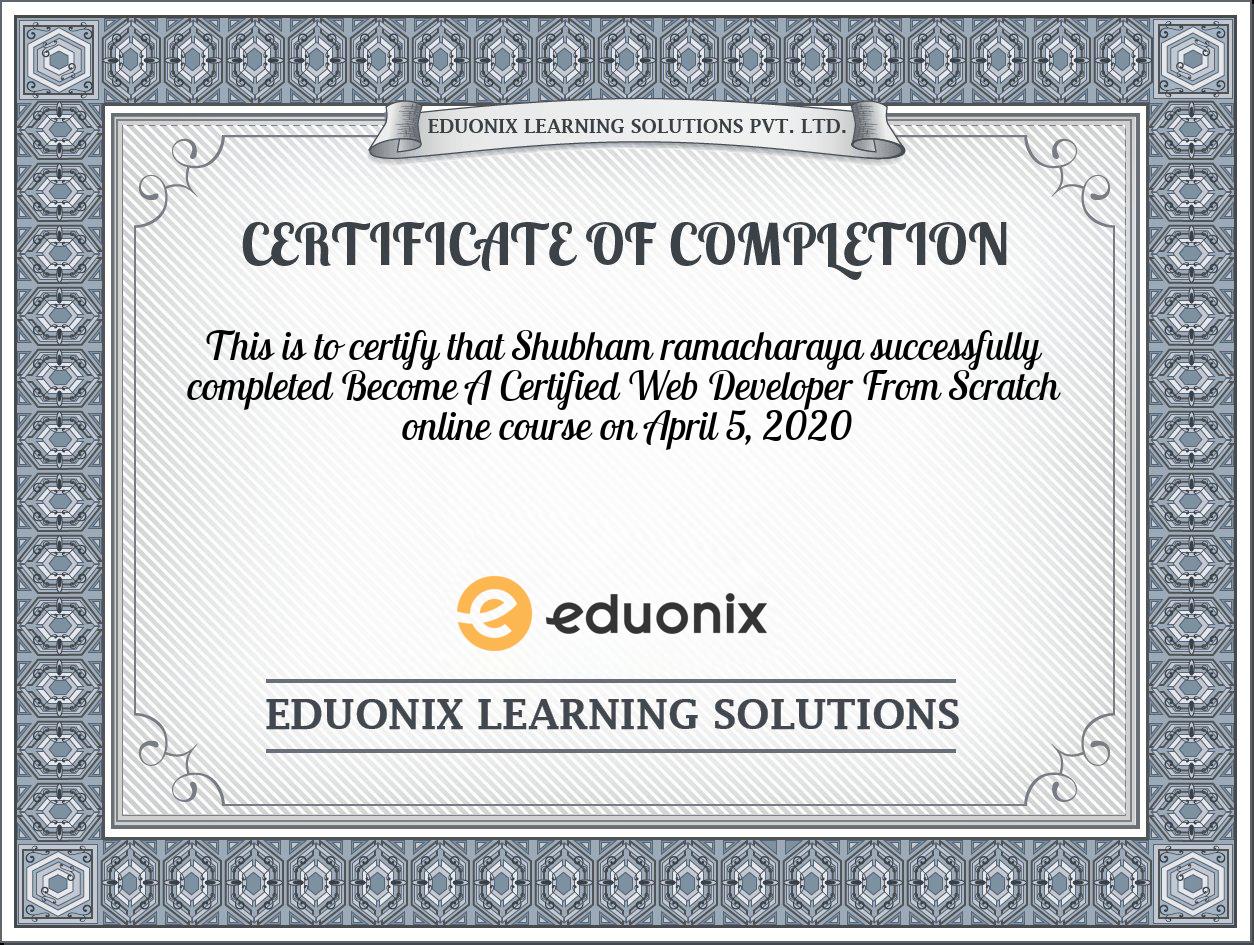 EDUONIX LEARNING SOLUTIONS PVT. LTD.
CERTIFICATE OF COMPLETION
This is to certify that Shubham ramacharaya successfully
completed Become A Certified Web Developer From Scratch
online course on April 5, 2020
eduonix
EDUONIX LEARNING SOLUTIONS